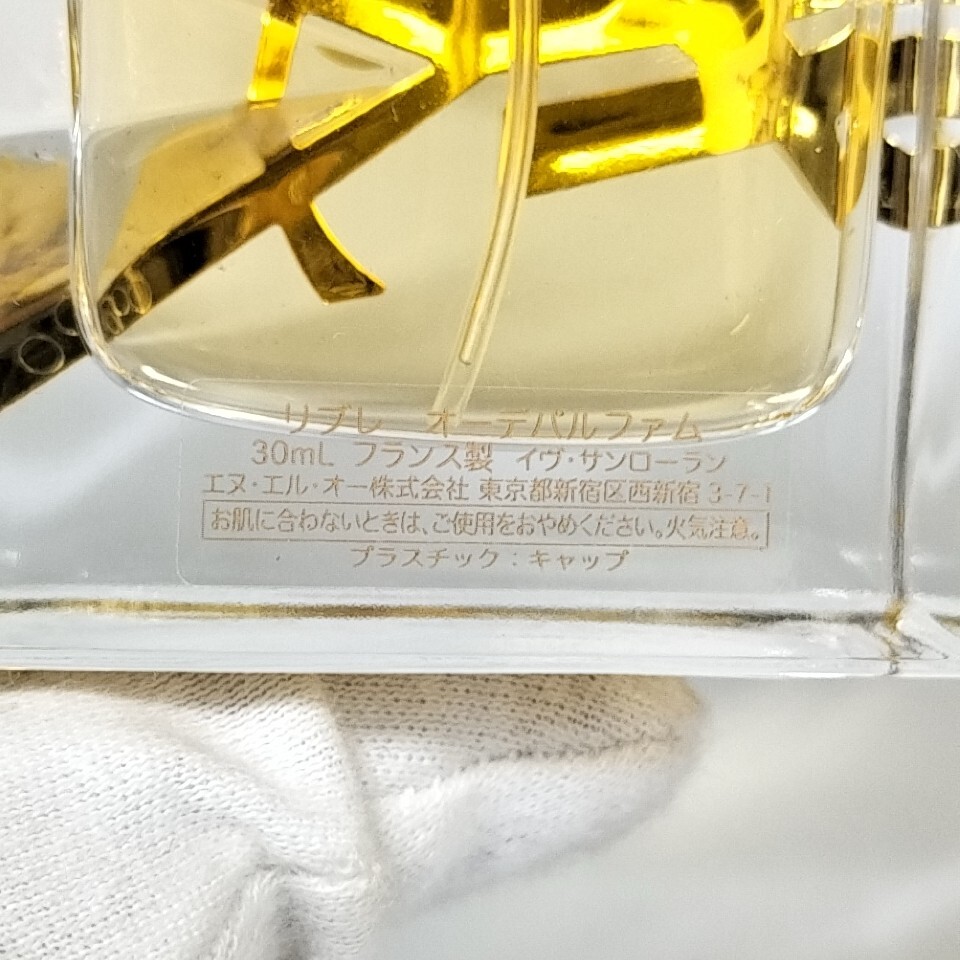 リブレ　オーデパルファム
30mL フランス製 イヴ・サンローラン
エヌ・エル・オー株式会社 東京都新宿区西新宿 3-7-1
お肌に合わないときは、ご使用をおやめください。火気注意。
プラスチック：キャップ